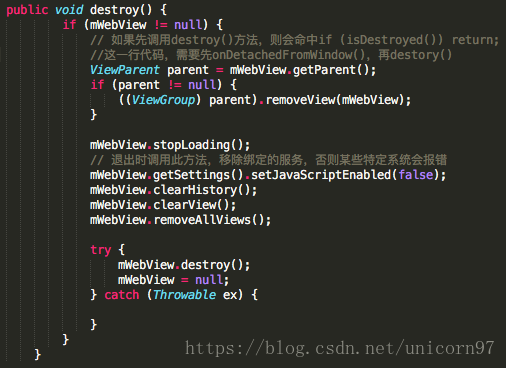 public void destroy() {
if (mWebView != null) {
// 如果先调用destroy()方法，则会命中if (isDestroyed()) return;
//这一行代码，需要先onDetachedFromWindow()，再destory()
ViewParent parent = mWebView.getParent();
if (parent != null) {
((ViewGroup) parent).removeView(mWebView);
}
mWebView.stopLoading();
// 退出时调用此方法，移除绑定的服务，否则某些特定系统会报错
mWebView.getSettings().setJavaScriptEnabled(false);
mWebView.clearHistory();
mWebView.clearView();
mWebView.removeAllViews();
try {
mWebView.destroy();
mWebView = null;
} catch (Throwable ex) {
}
}
}
https://blog.csdn.net/unicorn97